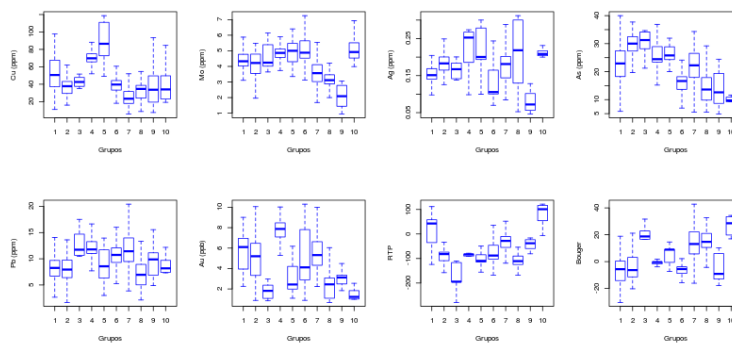 Cu (ppm)
20 40 60 80 100
1 2 3 4 5 6 7 8 9 10
Grupos
Mo (ppm)
1 2 3 4 5 6 7
1 2 3 4 5 6 7 8 9 10
Grupos
Ag (ppm)
0.05 0.15 0.25
1 2 3 4 5 6 7 8 9 10
Grupos
As (ppm)
5 10 15 20 25 30 35 40
1 2 3 4 5 6 7 8 9 10
Grupos
Pb (ppm)
5 10 15 20
1 2 3 4 5 6 7 8 9 10
Grupos
Au (ppb)
2 4 6 8 10
1 2 3 4 5 6 7 8 9 10
Grupos
RTP
-200 -100 0 100
1 2 3 4 5 6 7 8 9 10
Grupos
Bouger
-20 0 20 40
1 2 3 4 5 6 7 8 9 10
Grupos